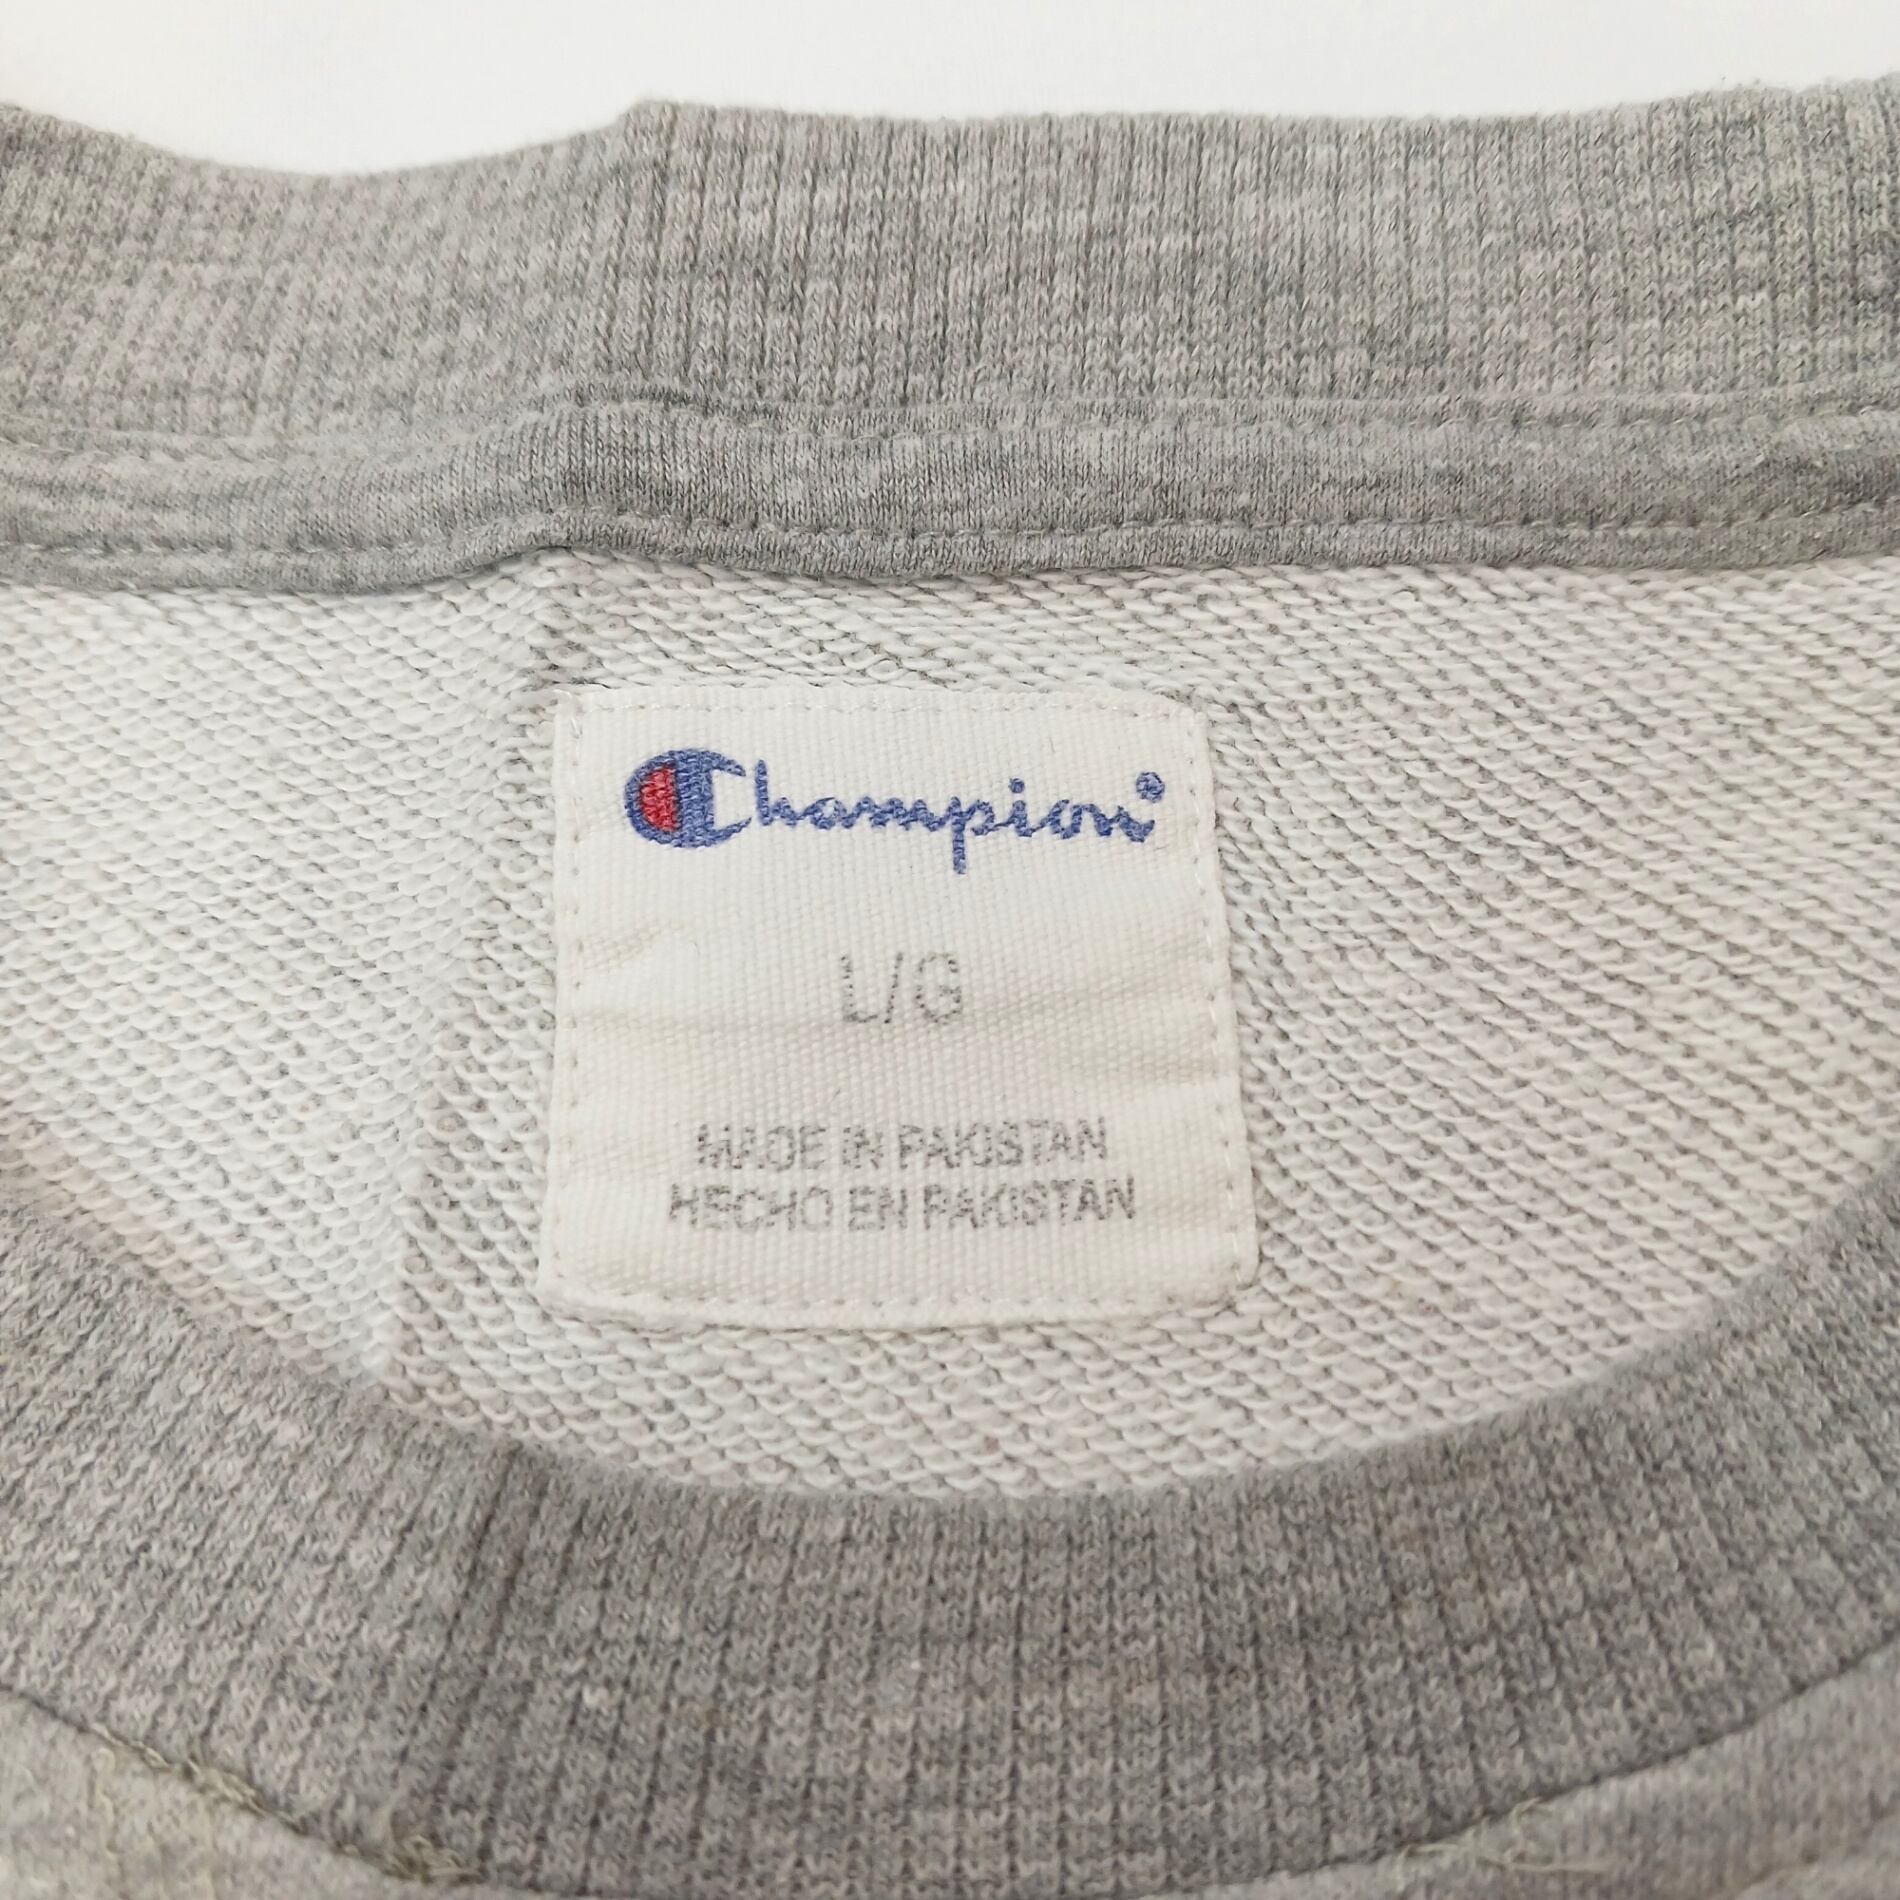 Champion®
L/G
MADE IN PAKISTAN
HECHO EN PAKISTAN